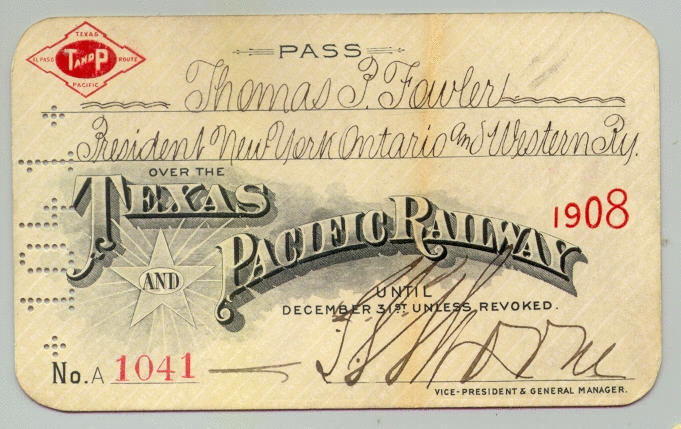 TEXAS
EL PASO T AND P ROUTE
PACIFIC
PASS
Thomas P. Fowler
President New York Ontario and Western Ry.
OVER THE
TEXAS
AND PACIFIC RAILWAY
1908
UNTIL
DECEMBER 31ST UNLESS REVOKED.
No. A 1041
VICE-PRESIDENT & GENERAL MANAGER.